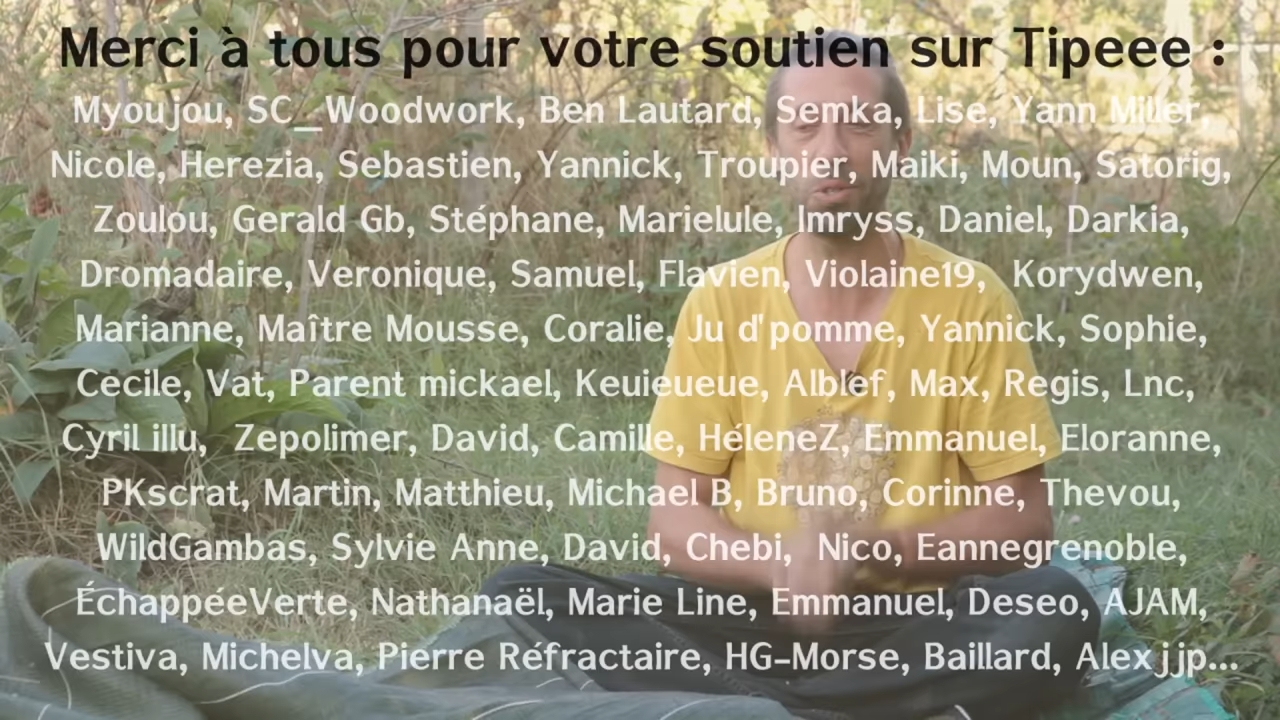 Merci à tous pour votre soutien sur Tipeee :
Myoujou, SC_Woodwork, Ben Lautard, Semka, Lise, Yann Miller,
Nicole, Herezia, Sebastien, Yannick, Troupier, Maiki, Moun, Satorig,
Zoulou, Gerald Gb, Stéphane, Marielule, Imryss, Daniel, Darkia,
Dromadaire, Veronique, Samuel, Flavien, Violaine19, Korydwen,
Marianne, Maître Mousse, Coralie, Ju d'pomme, Yannick, Sophie,
Cecile, Vat, Parent mickael, Keuieueue, Alblef, Max, Regis, Lnc,
Cyril illu, Zepolimer, David, Camille, HéleneZ, Emmanuel, Eloranne,
PKscrat, Martin, Matthieu, Michael B, Bruno, Corinne, Thevou,
WildGambas, Sylvie Anne, David, Chebi, Nico, Eannegrenoble,
ÉchappéeVerte, Nathanaël, Marie Line, Emmanuel, Deseo, AJAM,
Vestiva, Michelva, Pierre Réfractaire, HG-Morse, Baillard, Alexjjp...